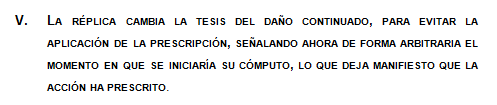 V. LA RÉPLICA CAMBIA LA TESIS DEL DAÑO CONTINUADO, PARA EVITAR LA
APLICACIÓN DE LA PRESCRIPCIÓN, SEÑALANDO AHORA DE FORMA ARBITRARIA EL
MOMENTO EN QUE SE INICIARÍA SU CÓMPUTO, LO QUE DEJA MANIFIESTO QUE LA
ACCIÓN HA PRESCRITO.